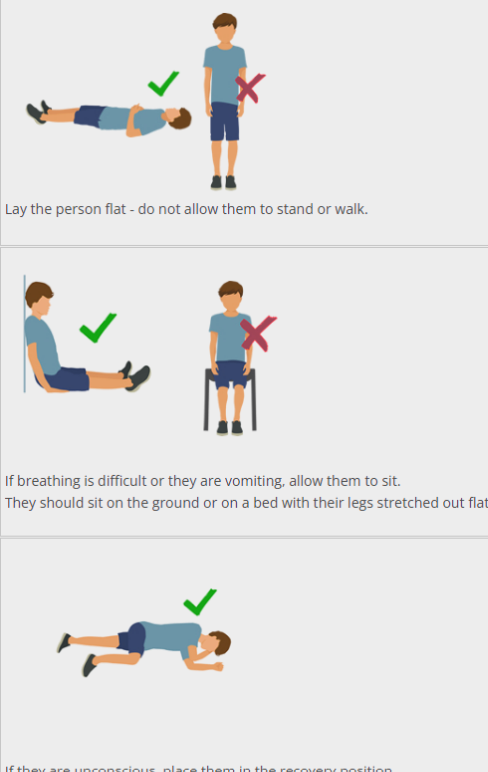 Lay the person flat - do not allow them to stand or walk.
If breathing is difficult or they are vomiting, allow them to sit.
They should sit on the ground or on a bed with their legs stretched out flat
If they are unconscious, place them in the recovery position